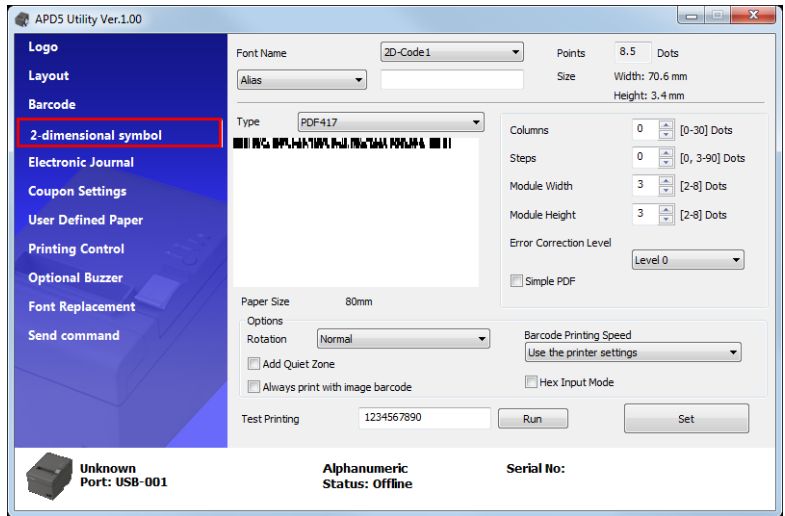 APD5 Utility Ver.1.00
Logo
Layout
Barcode
2-dimensional symbol
Electronic Journal
Coupon Settings
User Defined Paper
Printing Control
Optional Buzzer
Font Replacement
Send command
Font Name 2D-Code1 Points 8.5 Dots
Alias Size Width: 70.6 mm
Height: 3.4 mm
Type PDF417
Columns 0 [0-30] Dots
Steps 0 [0, 3-90] Dots
Module Width 3 [2-8] Dots
Module Height 3 [2-8] Dots
Error Correction Level
Level 0
Simple PDF
Paper Size 80mm
Options
Rotation Normal
Add Quiet Zone
Always print with image barcode
Barcode Printing Speed
Use the printer settings
Hex Input Mode
Test Printing 1234567890 Run Set
Unknown
Port: USB-001
Alphanumeric
Status: Offline
Serial No: